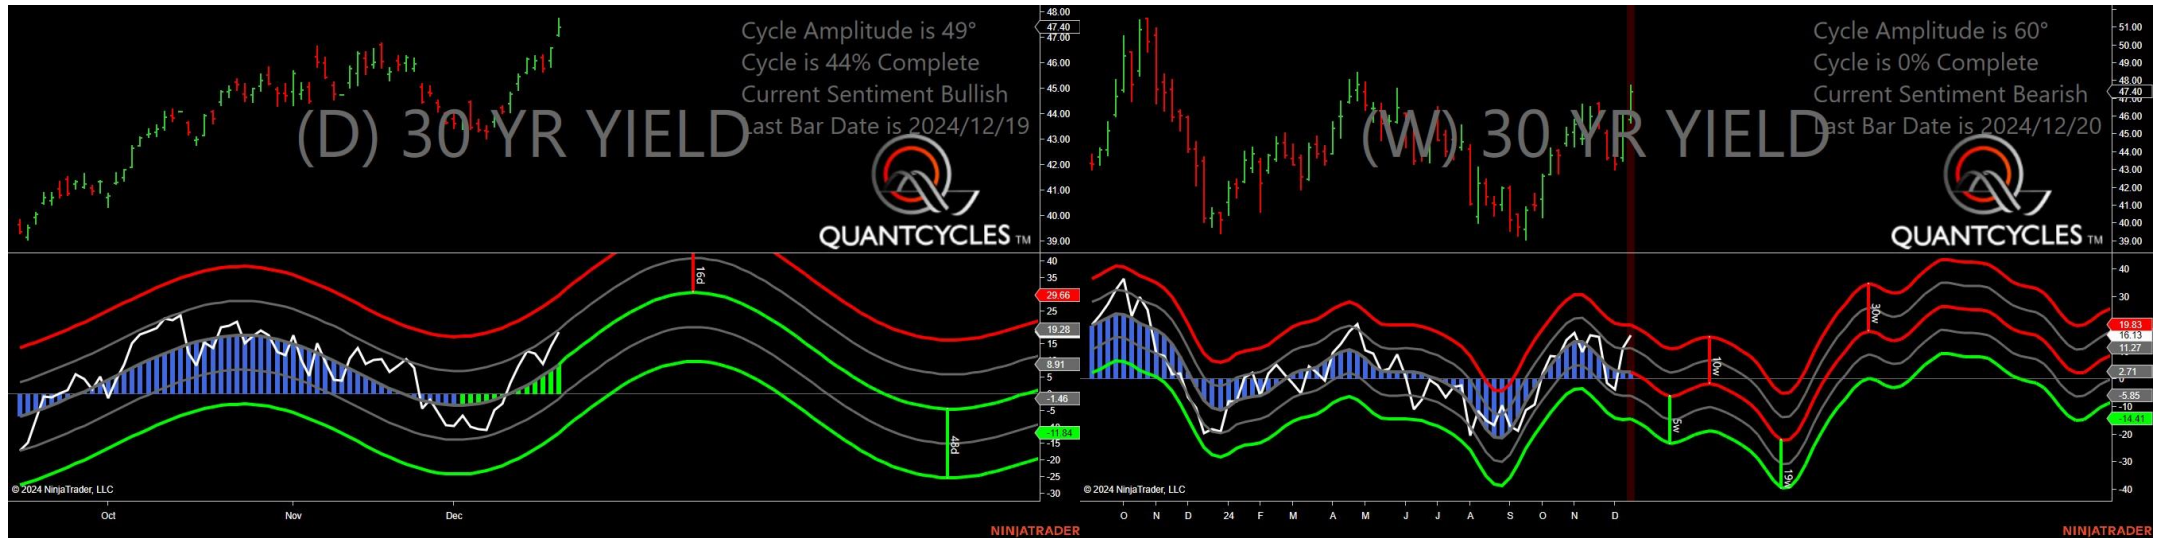 Cycle Amplitude is 49°
Cycle is 44% Complete
Current Sentiment Bullish
Last Bar Date is 2024/12/19
(D) 30 YR YIELD
QUANTCYCLES TM
48.00
47.40
47.00
46.00
45.00
44.00
43.00
42.00
41.00
40.00
39.00
16d
48d
40
35
29.66
25
19.28
15
8.91
5
-1.46
-5
-11.84
-15
-20
-25
-30
© 2024 NinjaTrader, LLC
Oct
Nov
Dec
NINJATRADER
Cycle Amplitude is 60°
Cycle is 0% Complete
Current Sentiment Bearish
Last Bar Date is 2024/12/20
(W) 30 YR YIELD
QUANTCYCLES TM
51.00
50.00
49.00
48.00
47.40
47.00
46.00
45.00
44.00
43.00
42.00
41.00
40.00
39.00
5w
10w
19w
30w
40
30
19.83
16.13
11.27
2.71
-5.85
-10
-14.41
-20
-30
-40
© 2024 NinjaTrader, LLC
O N D 24 F M A M J J A S O N D
NINJATRADER